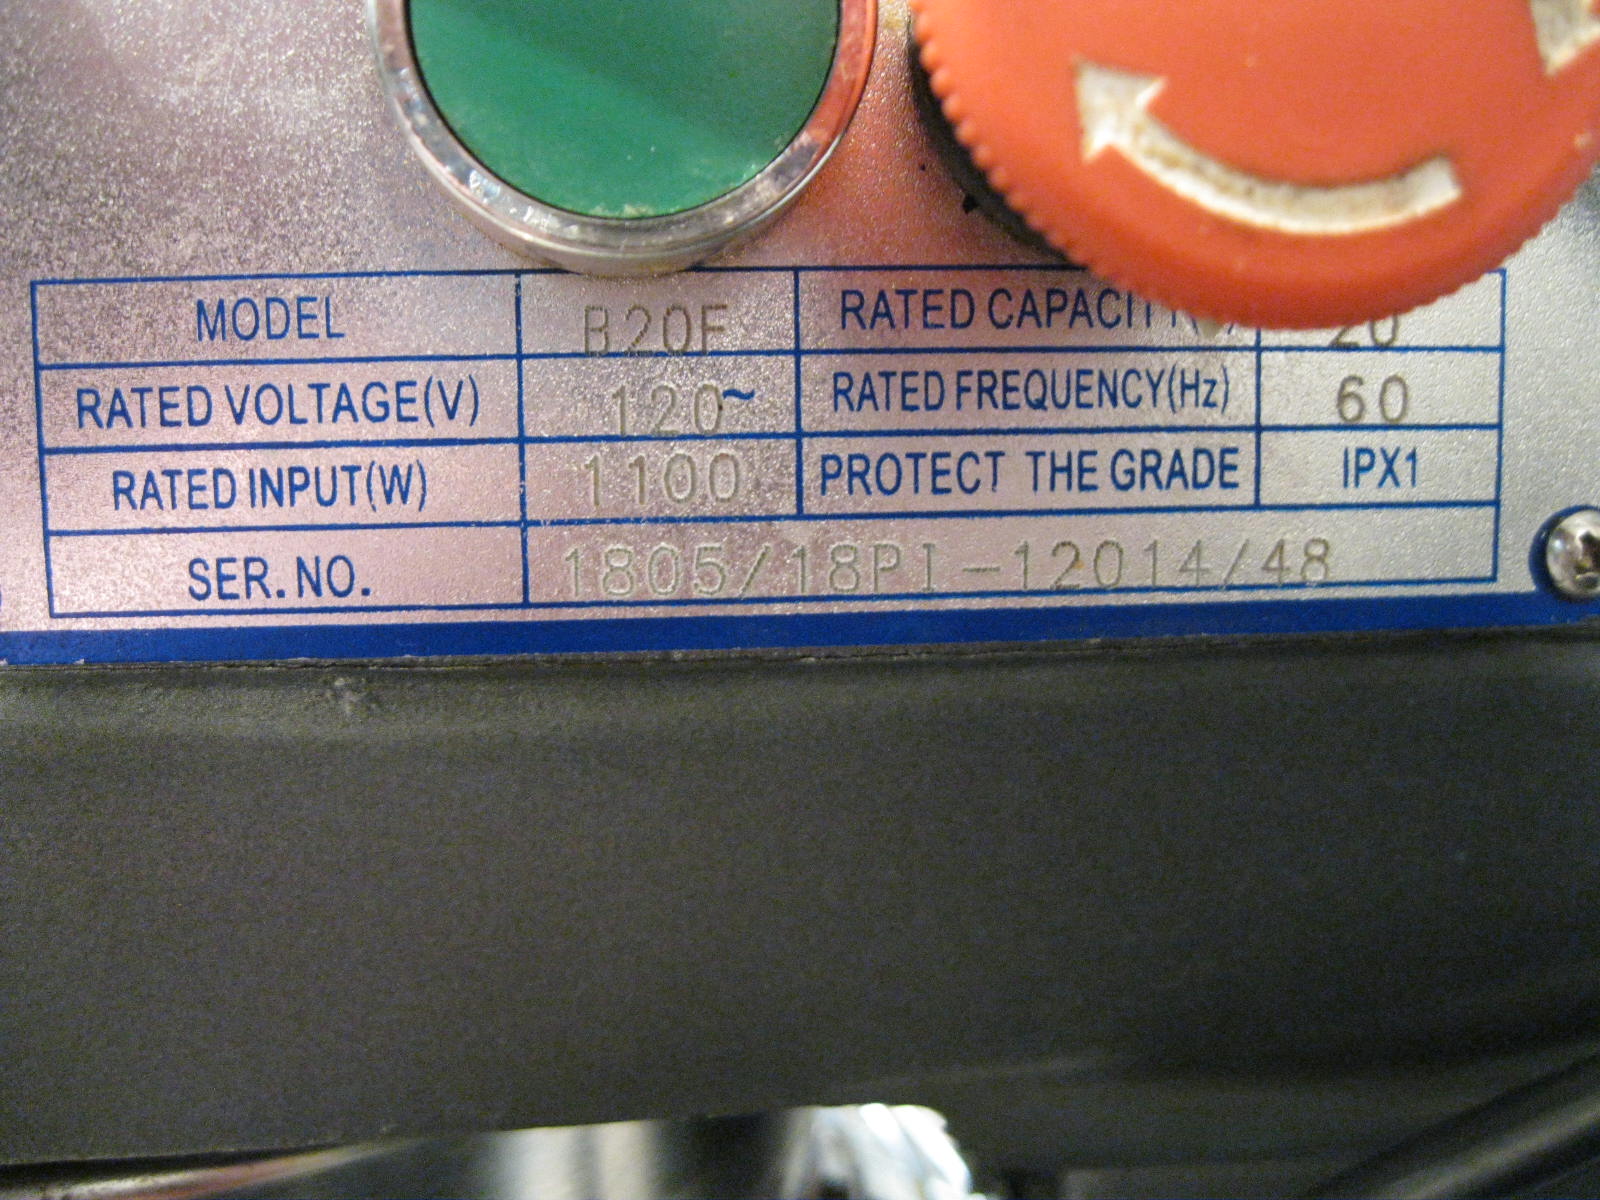 MODEL B20F RATED CAPACIT 20
RATED VOLTAGE(V) 120~ RATED FREQUENCY(Hz) 60
RATED INPUT(W) 1100 PROTECT THE GRADE IPX1
SER.NO. 1805/18PI-12014/48